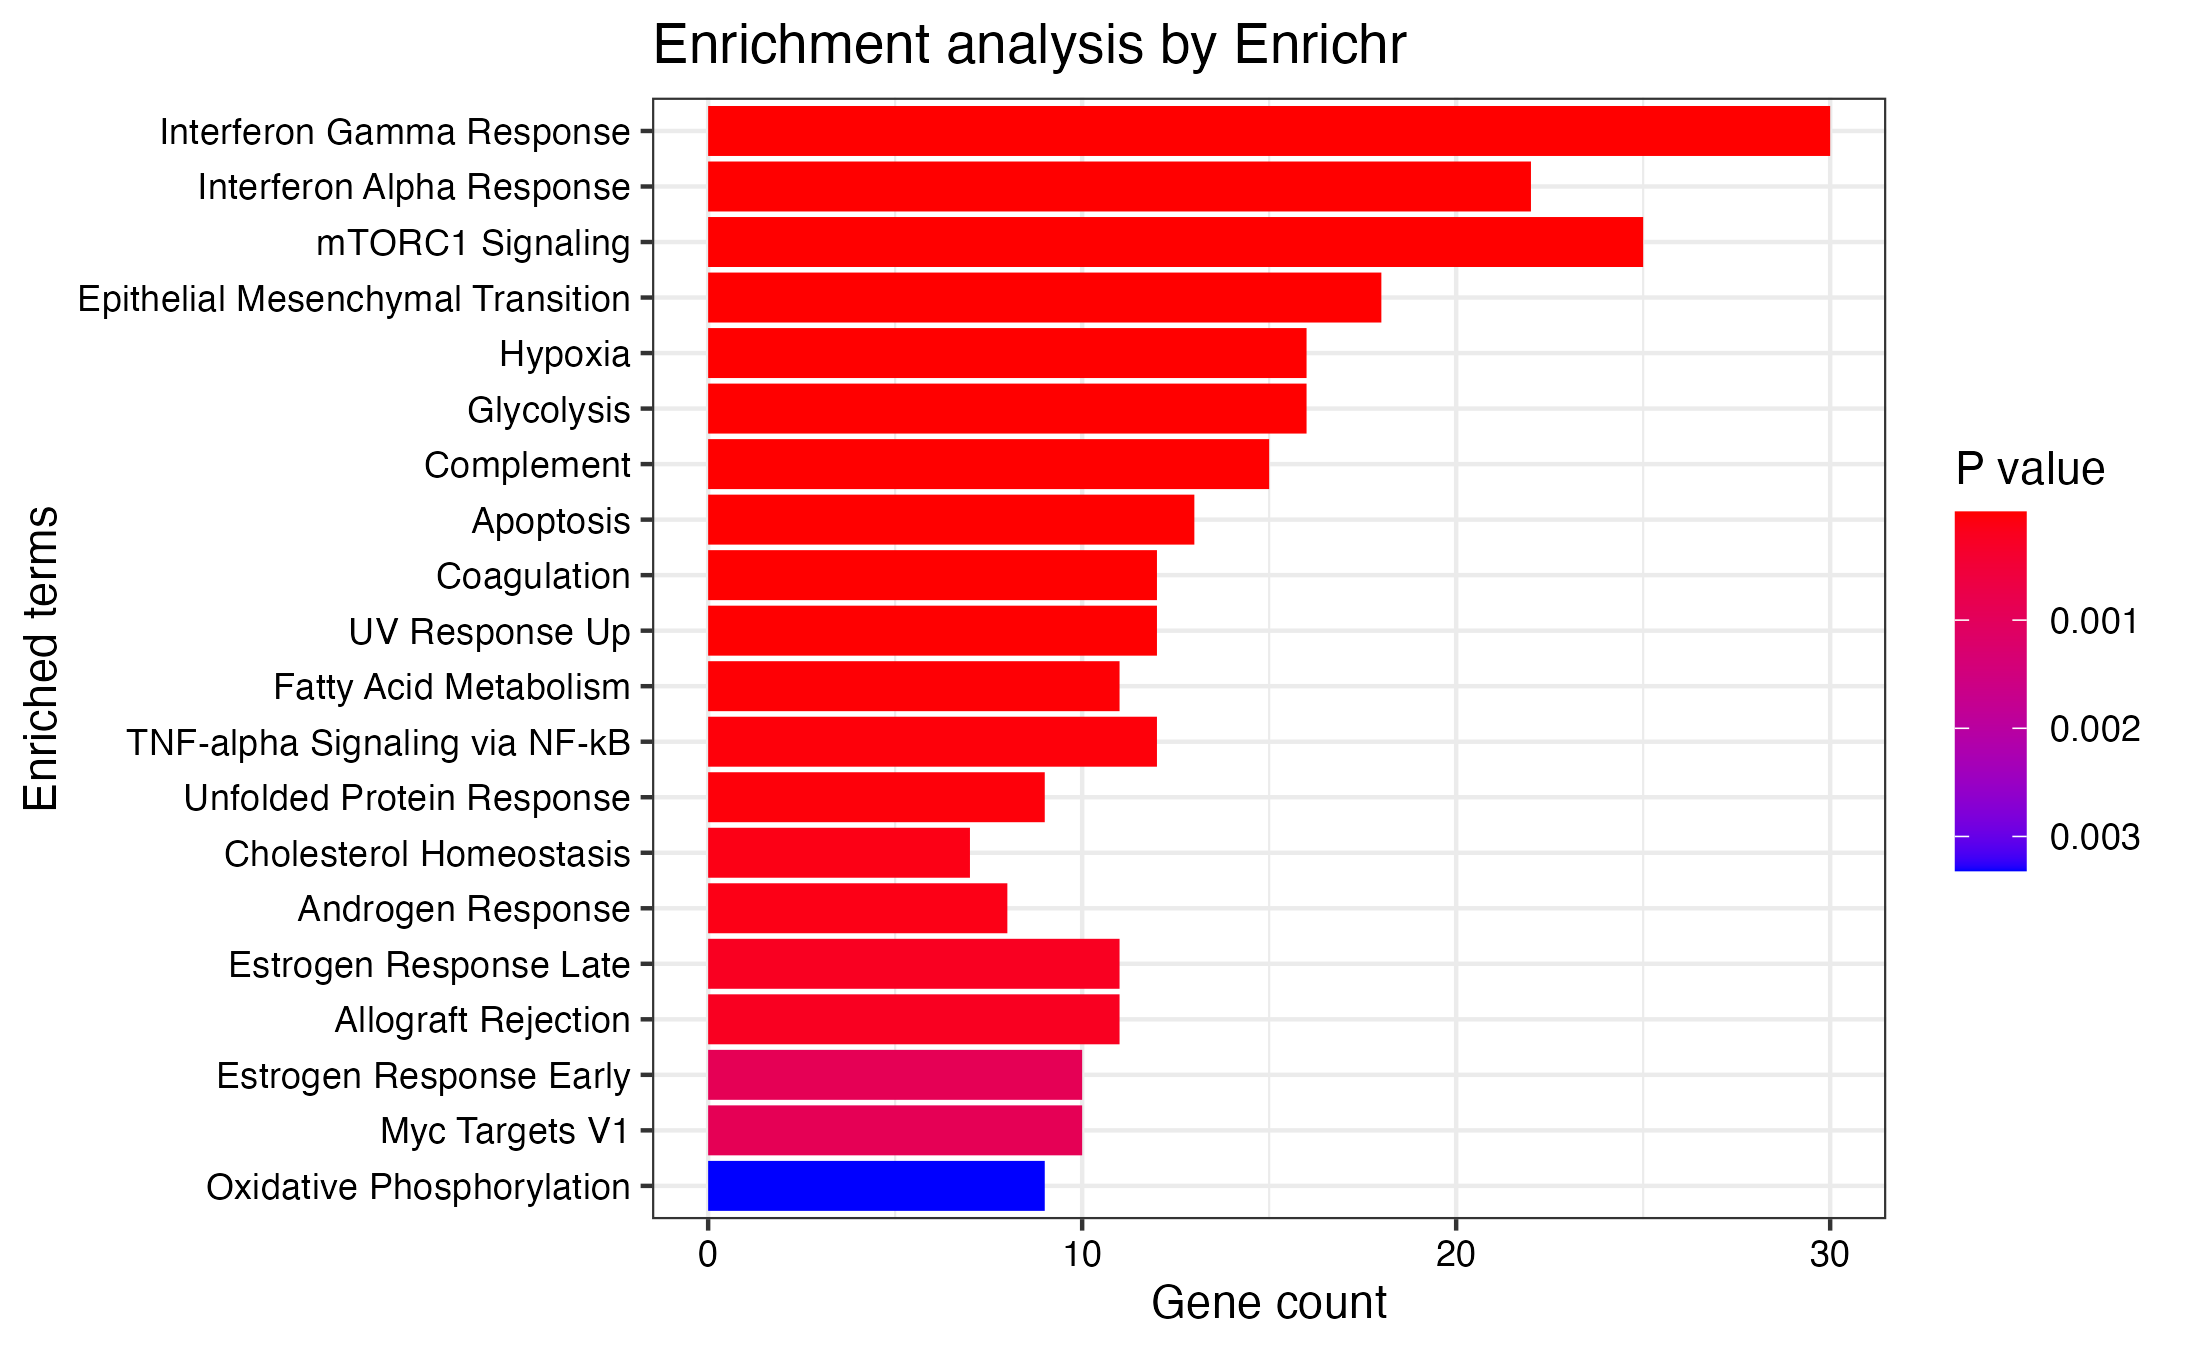 Enrichment analysis by Enrichr
Enriched terms
Interferon Gamma Response
Interferon Alpha Response
mTORC1 Signaling
Epithelial Mesenchymal Transition
Hypoxia
Glycolysis
Complement
Apoptosis
Coagulation
UV Response Up
Fatty Acid Metabolism
TNF-alpha Signaling via NF-kB
Unfolded Protein Response
Cholesterol Homeostasis
Androgen Response
Estrogen Response Late
Allograft Rejection
Estrogen Response Early
Myc Targets V1
Oxidative Phosphorylation
0 10 20 30
Gene count
P value
0.001
0.002
0.003